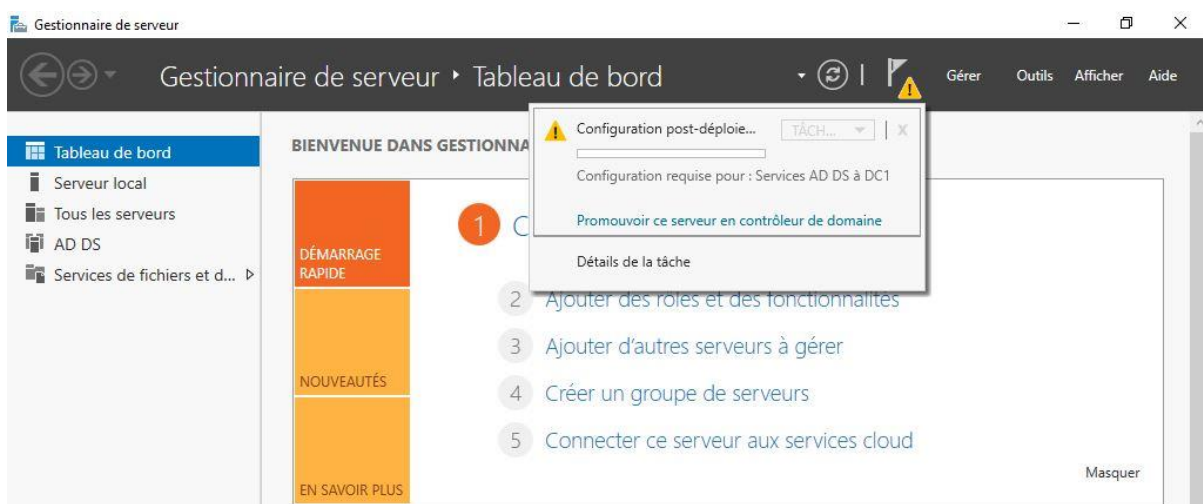 Gestionnaire de serveur
Gestionnaire de serveur • Tableau de bord
Gérer Outils Afficher Aide
Tableau de bord
Serveur local
Tous les serveurs
AD DS
Services de fichiers et d...
BIENVENUE DANS GESTIONNA
Configuration post-déploie...
TÂCH...
X
Configuration requise pour : Services AD DS à DC1
Promouvoir ce serveur en contrôleur de domaine
Détails de la tâche
DÉMARRAGE
RAPIDE
NOUVEAUTÉS
EN SAVOIR PLUS
1 C
2 Ajouter des rôles et des fonctionnalités
3 Ajouter d'autres serveurs à gérer
4 Créer un groupe de serveurs
5 Connecter ce serveur aux services cloud
Masquer